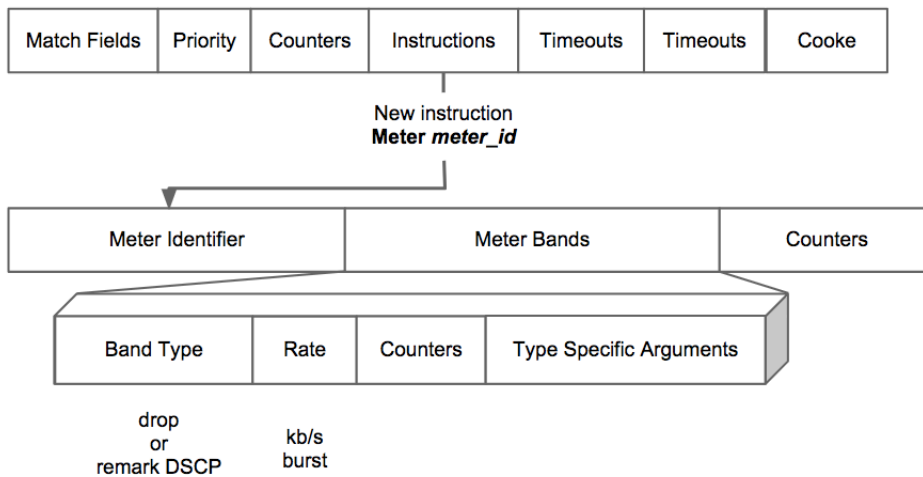 Match Fields Priority Counters Instructions Timeouts Timeouts Cooke
New instruction
Meter meter_id
Meter Identifier Meter Bands Counters
Band Type Rate Counters Type Specific Arguments
drop
or
remark DSCP
kb/s
burst